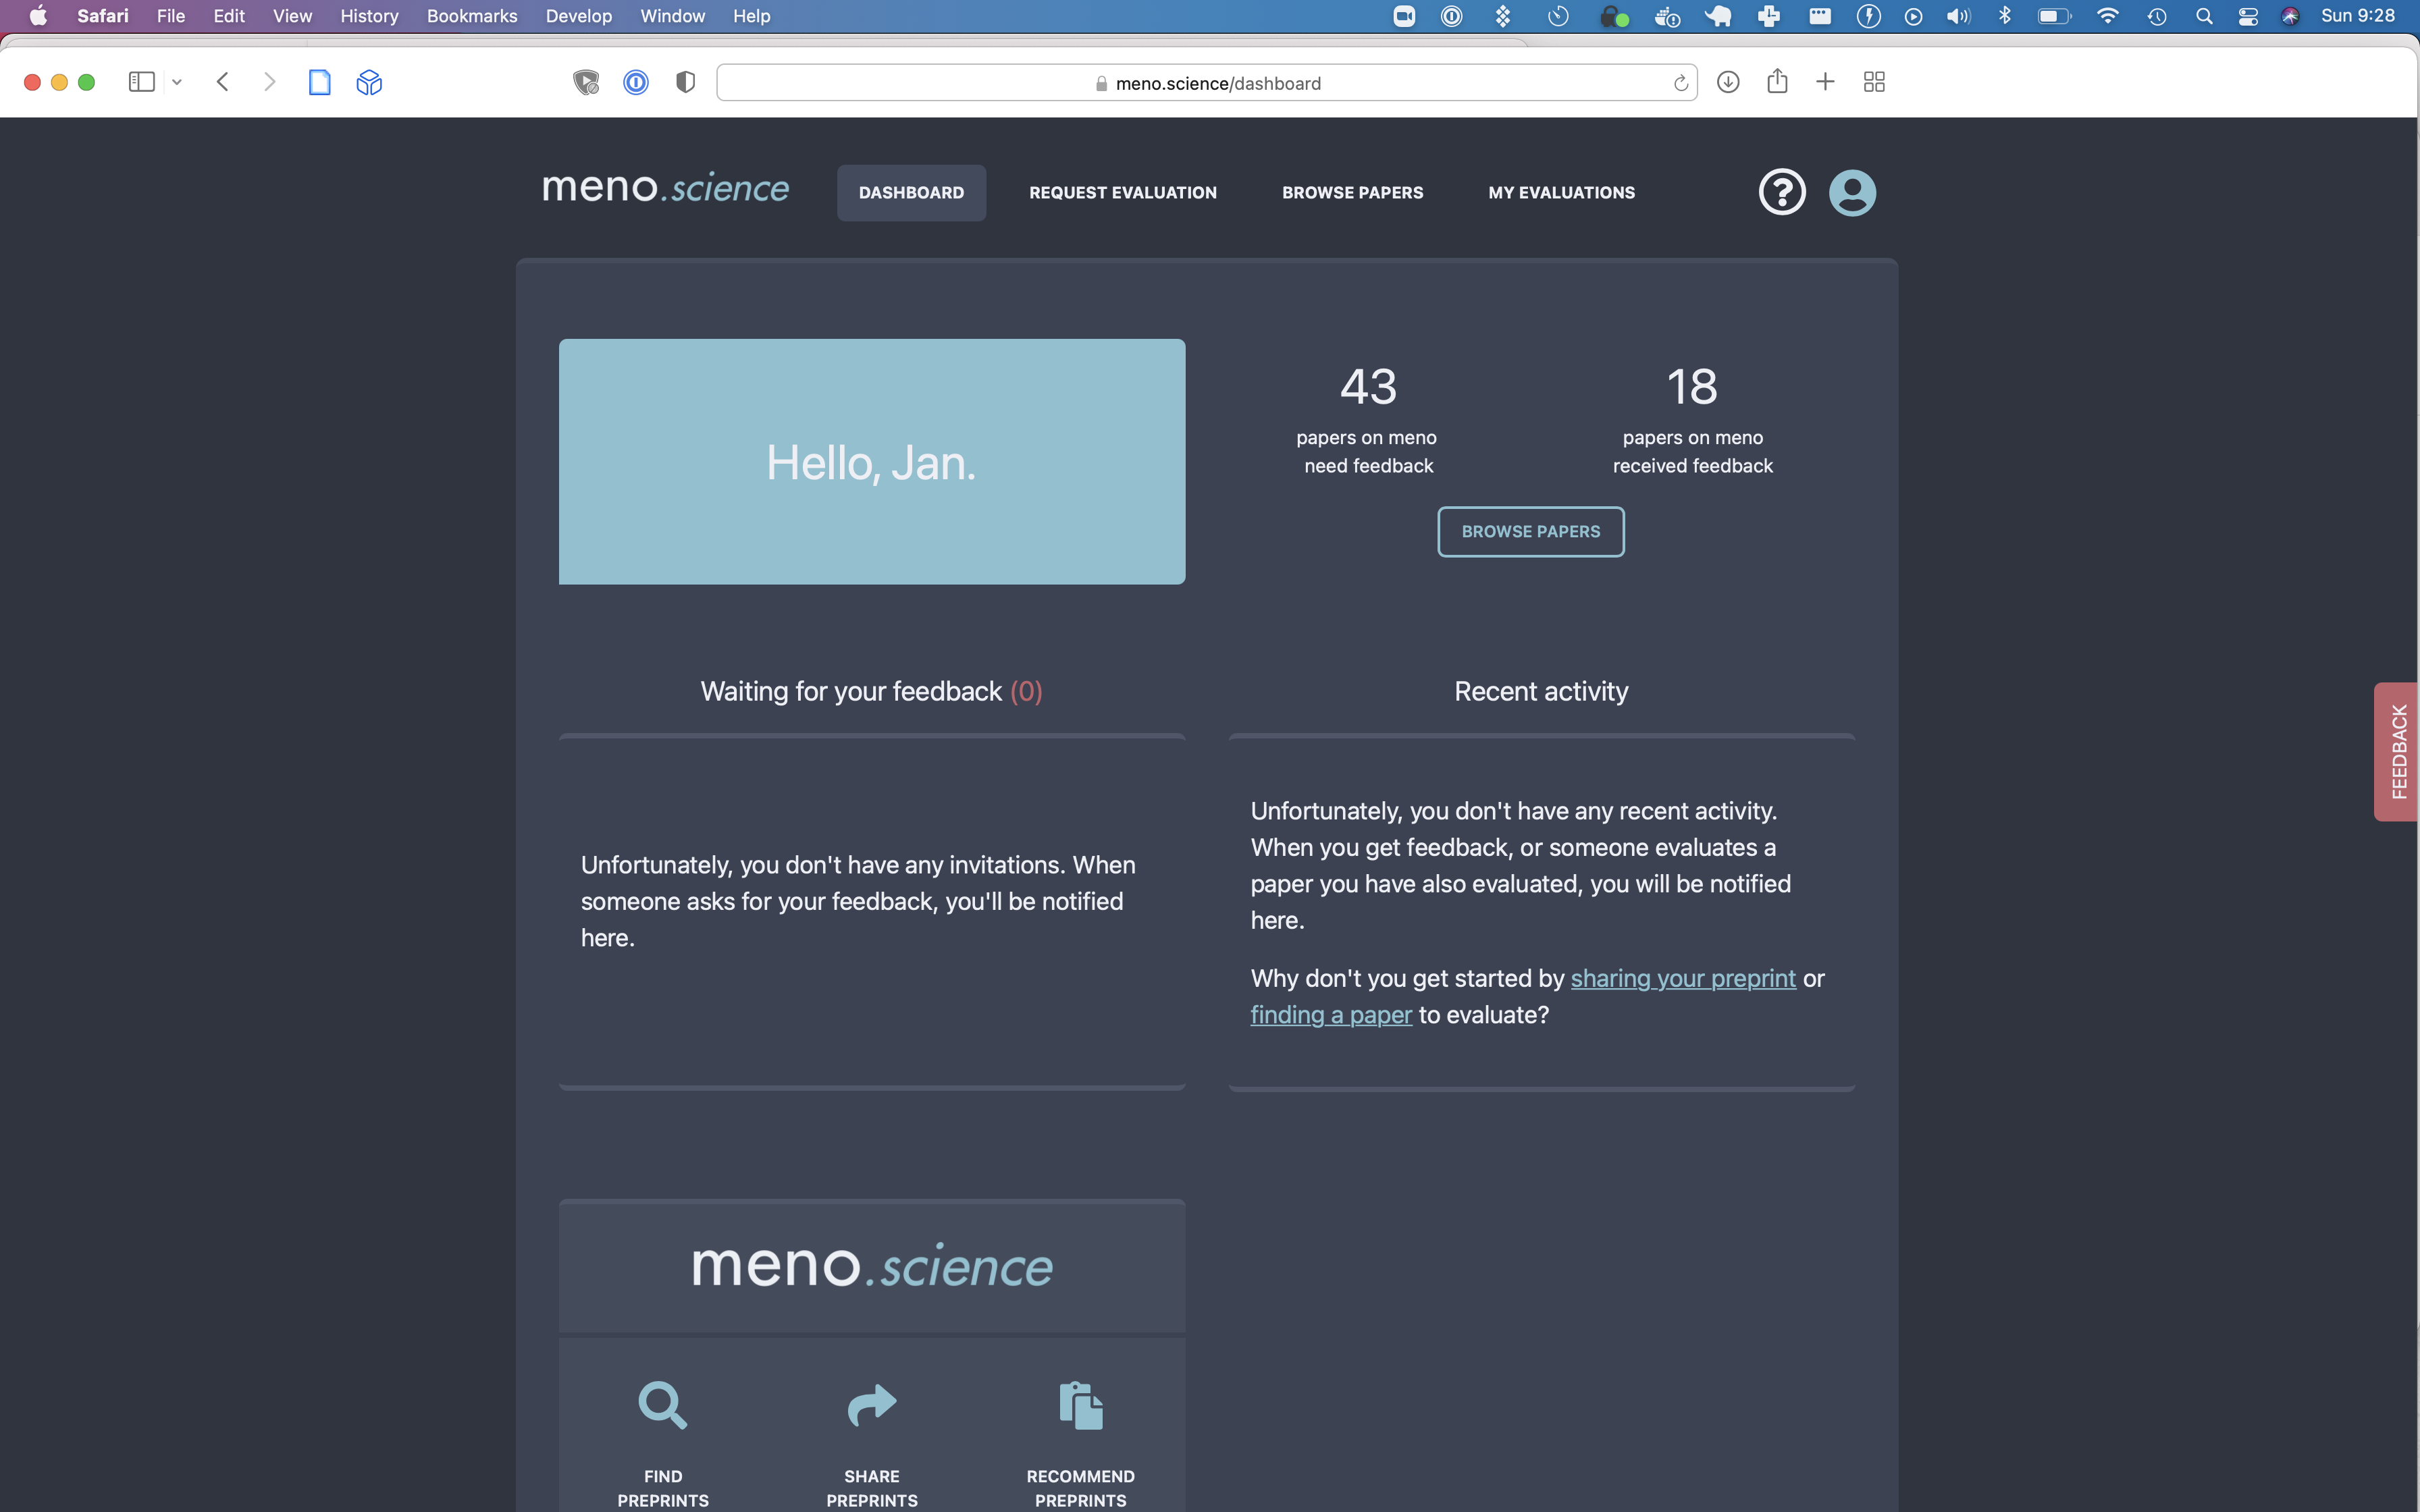 Safari File Edit View History Bookmarks Develop Window Help Sun 9:28
meno.science/dashboard
meno.science DASHBOARD REQUEST EVALUATION BROWSE PAPERS MY EVALUATIONS
Hello, Jan.
43
papers on meno
need feedback
18
papers on meno
received feedback
BROWSE PAPERS
Waiting for your feedback (0)
Unfortunately, you don't have any invitations. When
someone asks for your feedback, you'll be notified
here.
Recent activity
Unfortunately, you don't have any recent activity.
When you get feedback, or someone evaluates a
paper you have also evaluated, you will be notified
here.
Why don't you get started by sharing your preprint or
finding a paper to evaluate?
FEEDBACK
meno.science
FIND
PREPRINTS
SHARE
PREPRINTS
RECOMMEND
PREPRINTS